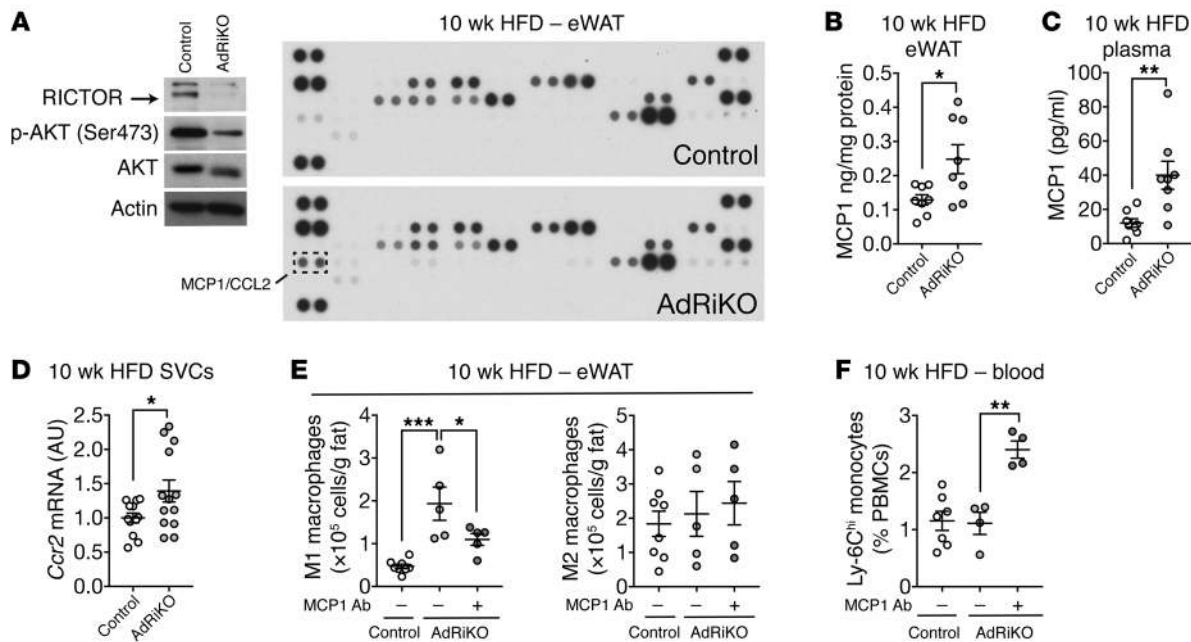 A
Control
AdRiKO
RICTOR
p-AKT (Ser473)
AKT
Actin
10 wk HFD – eWAT
Control
MCP1/CCL2
AdRiKO
B
10 wk HFD
eWAT
*
MCP1 ng/mg protein
0.5
0.4
0.3
0.2
0.1
0.0
Control
AdRiKO
C
10 wk HFD
plasma
**
MCP1 (pg/ml)
100
80
60
40
20
0
Control
AdRiKO
D
10 wk HFD SVCs
*
Ccr2 mRNA (AU)
2.5
2.0
1.5
1.0
0.5
0.0
Control
AdRiKO
E
10 wk HFD – eWAT
*** *
M1 macrophages
(×10⁵ cells/g fat)
4
3
2
1
0
MCP1 Ab – – +
Control AdRiKO
M2 macrophages
(×10⁵ cells/g fat)
5
4
3
2
1
0
MCP1 Ab – – +
Control AdRiKO
F
10 wk HFD – blood
**
Ly-6Cʰⁱ monocytes
(% PBMCs)
3
2
1
0
MCP1 Ab – – +
Control AdRiKO